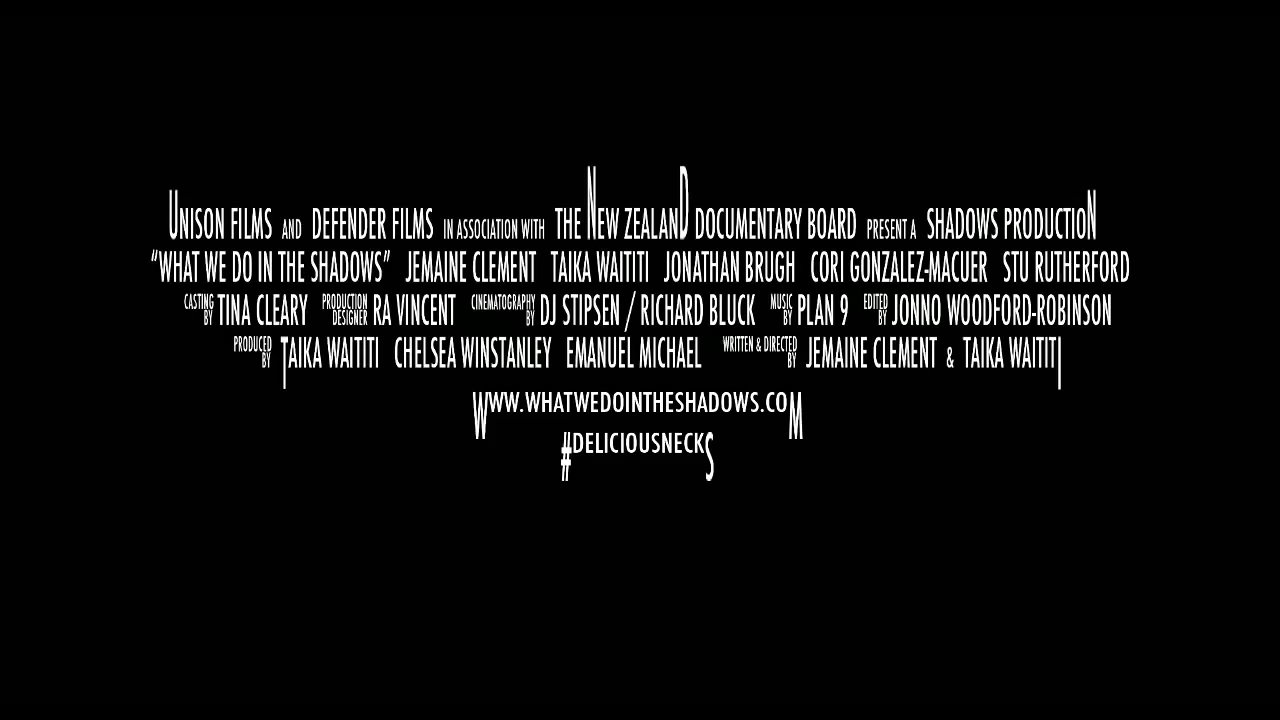 UNISON FILMS AND DEFENDER FILMS IN ASSOCIATION WITH THE NEW ZEALAND DOCUMENTARY BOARD PRESENT A SHADOWS PRODUCTION
“WHAT WE DO IN THE SHADOWS” JEMAINE CLEMENT TAIKA WAITITI JONATHAN BRUGH CORI GONZALEZ-MACUER STU RUTHERFORD
CASTING BY TINA CLEARY PRODUCTION DESIGNER RA VINCENT CINEMATOGRAPHY BY DJ STIPSEN / RICHARD BLUCK MUSIC BY PLAN 9 EDITED BY JONNO WOODFORD-ROBINSON
PRODUCED BY TAIKA WAITITI CHELSEA WINSTANLEY EMANUEL MICHAEL WRITTEN & DIRECTED BY JEMAINE CLEMENT & TAIKA WAITITI
WWW.WHATWEDOINTHESHADOWS.COM
#DELICIOUSNECKS